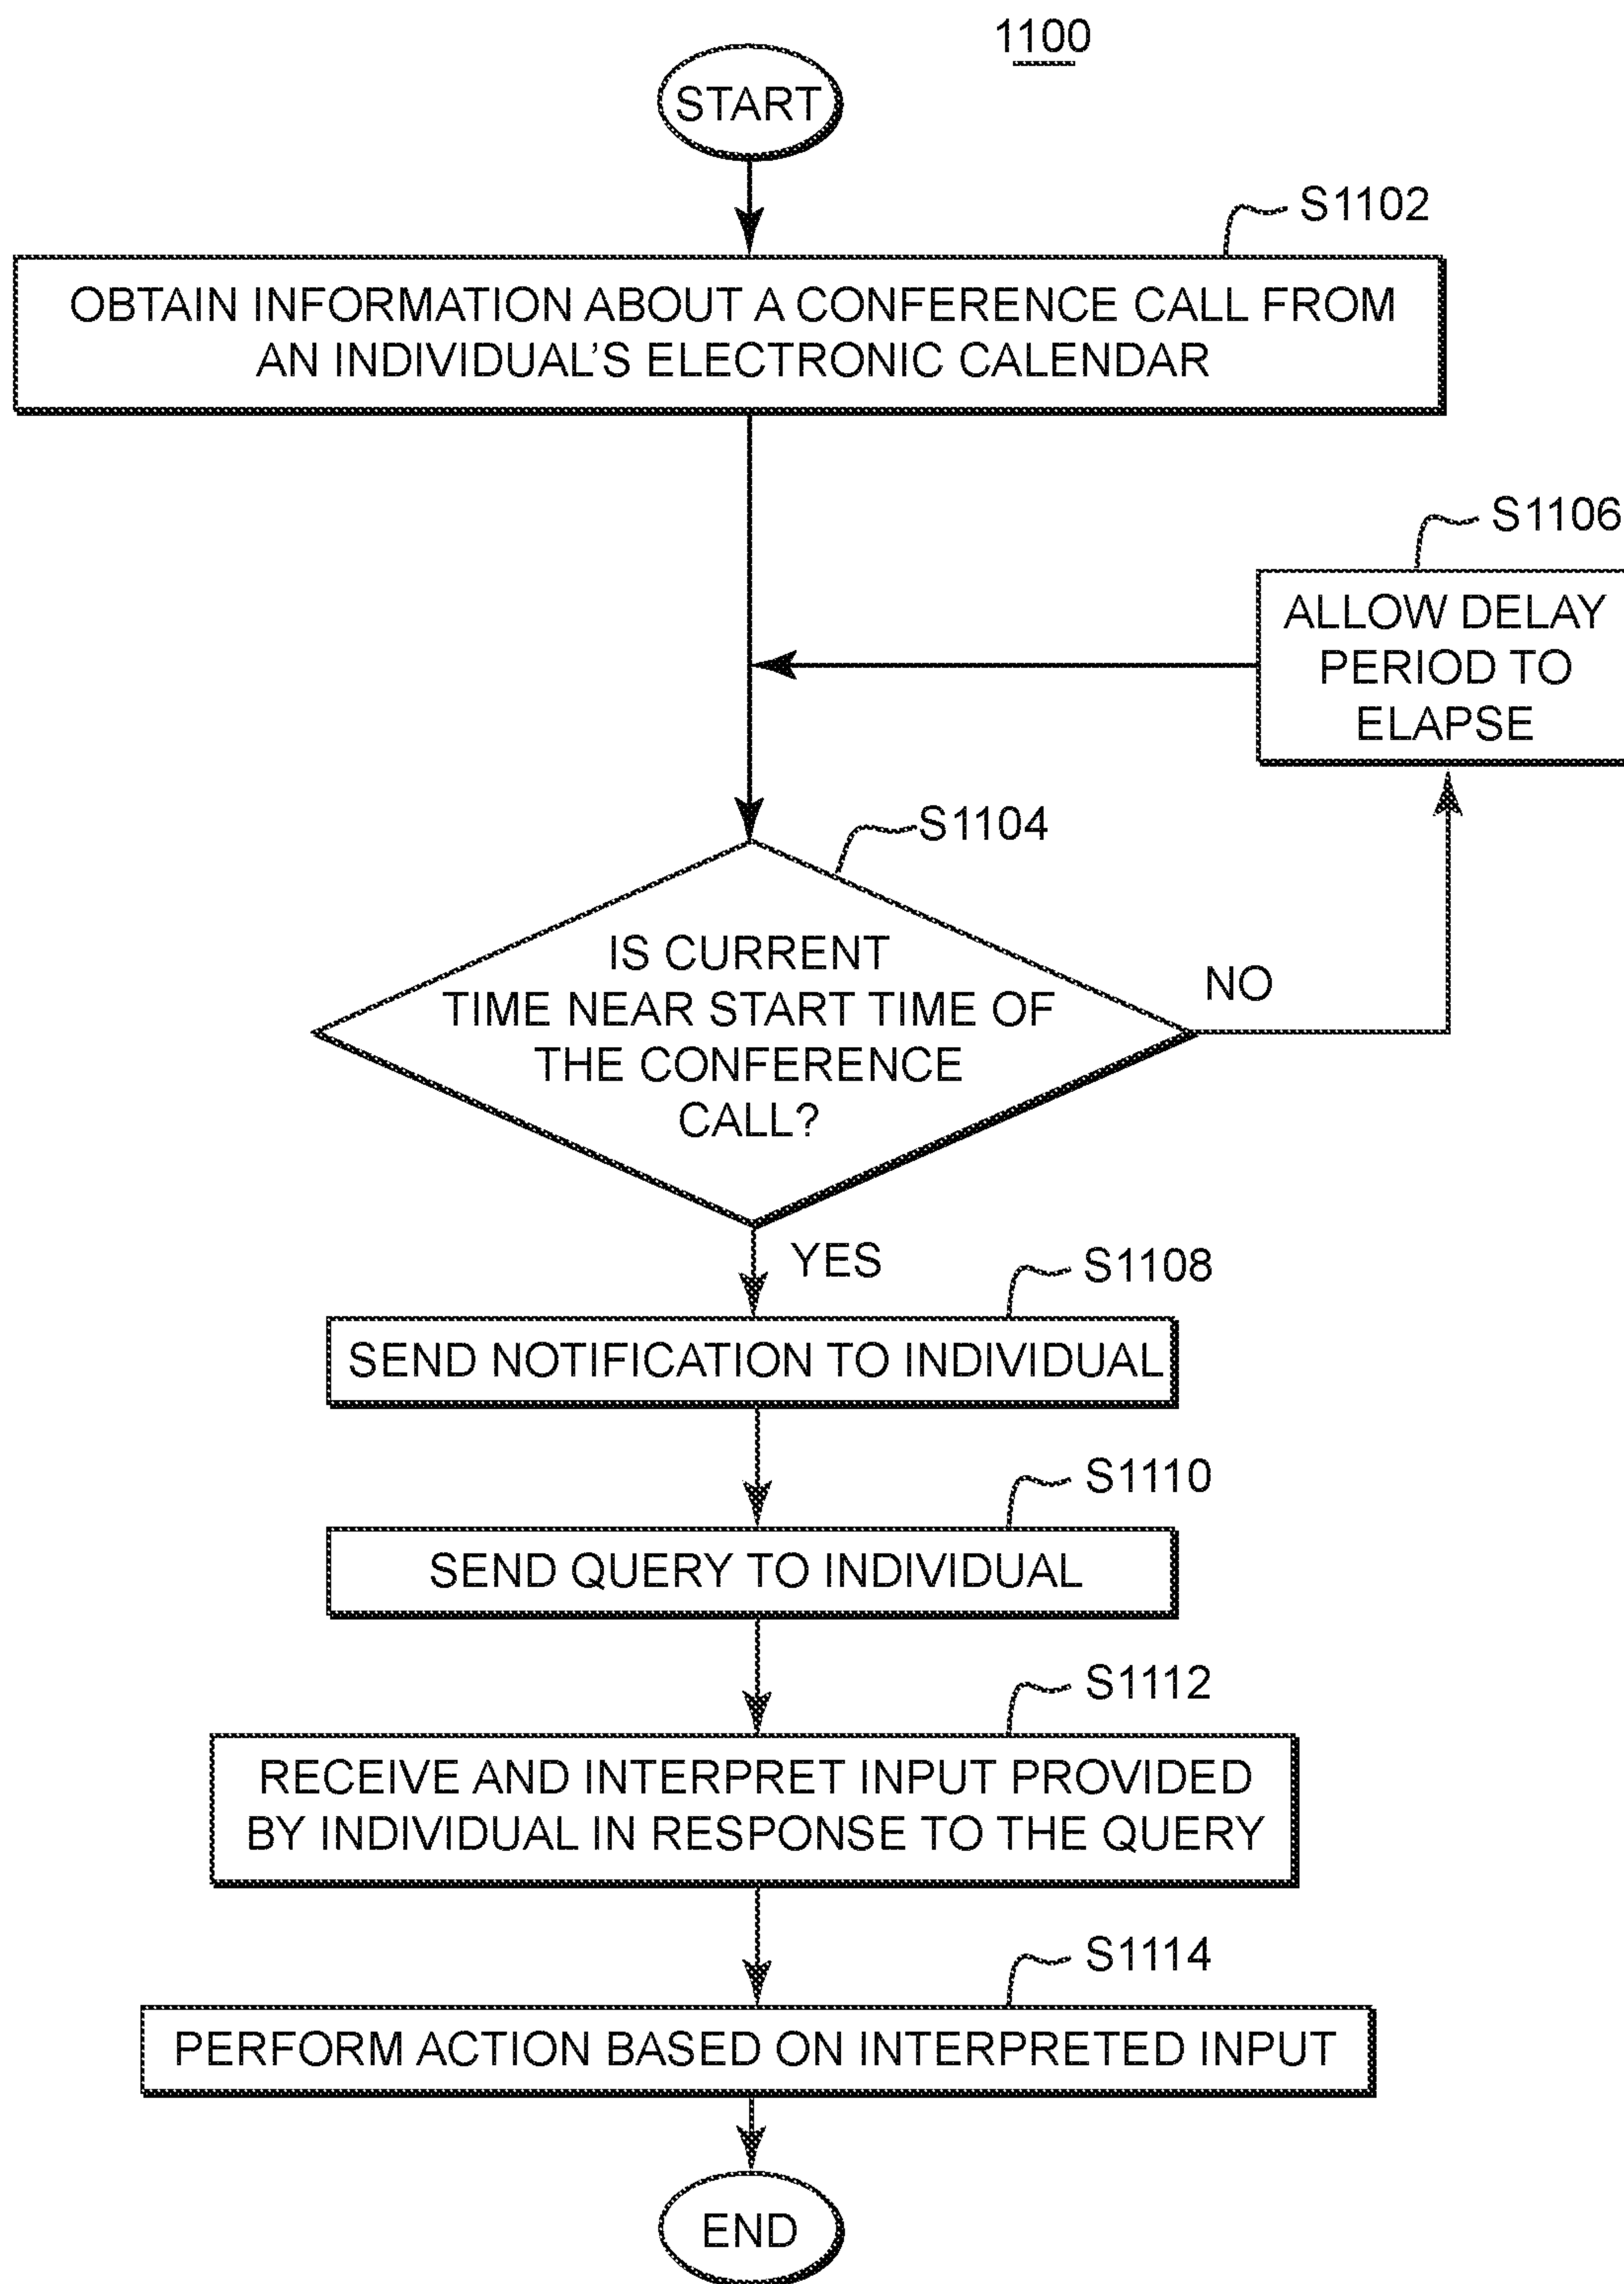 1100
START
S1102
OBTAIN INFORMATION ABOUT A CONFERENCE CALL FROM
AN INDIVIDUAL'S ELECTRONIC CALENDAR
S1106
ALLOW DELAY
PERIOD TO
ELAPSE
S1104
IS CURRENT
TIME NEAR START TIME OF
THE CONFERENCE
CALL?
NO
YES
S1108
SEND NOTIFICATION TO INDIVIDUAL
S1110
SEND QUERY TO INDIVIDUAL
S1112
RECEIVE AND INTERPRET INPUT PROVIDED
BY INDIVIDUAL IN RESPONSE TO THE QUERY
S1114
PERFORM ACTION BASED ON INTERPRETED INPUT
END